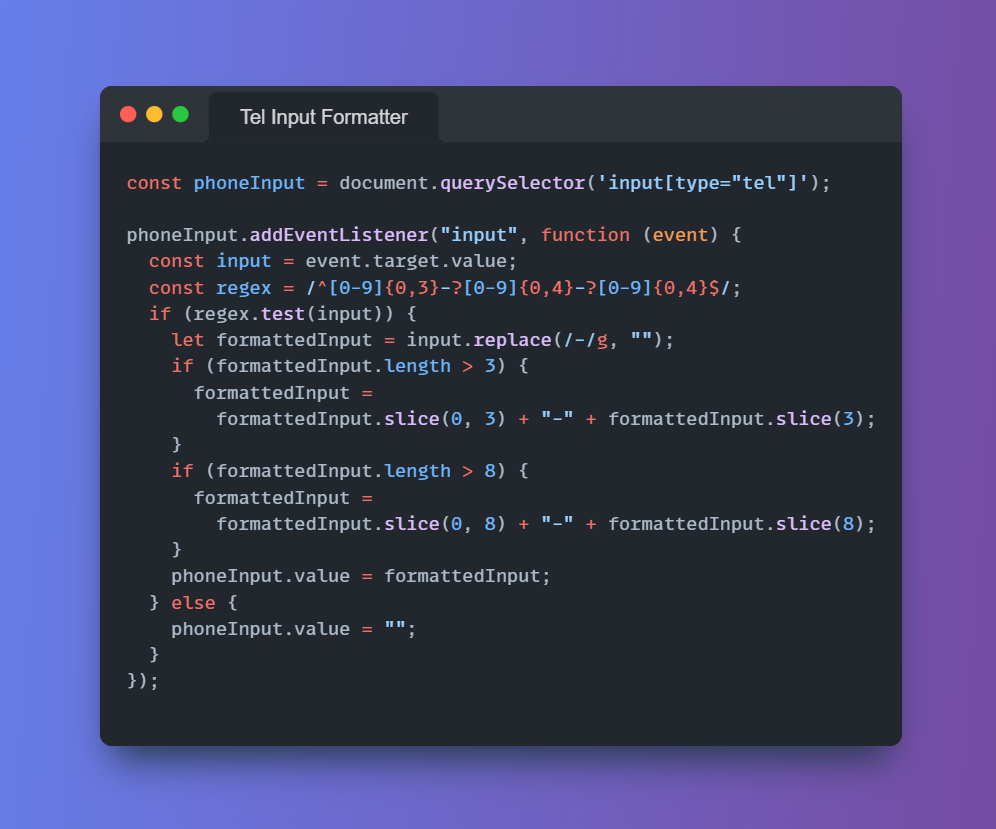 Tel Input Formatter
const phoneInput = document.querySelector('input[type="tel"]');
phoneInput.addEventListener("input", function (event) {
  const input = event.target.value;
  const regex = /^[0-9]{0,3}-?[0-9]{0,4}-?[0-9]{0,4}$/;
  if (regex.test(input)) {
    let formattedInput = input.replace(/-/g, "");
    if (formattedInput.length > 3) {
      formattedInput =
        formattedInput.slice(0, 3) + "-" + formattedInput.slice(3);
    }
    if (formattedInput.length > 8) {
      formattedInput =
        formattedInput.slice(0, 8) + "-" + formattedInput.slice(8);
    }
    phoneInput.value = formattedInput;
  } else {
    phoneInput.value = "";
  }
});